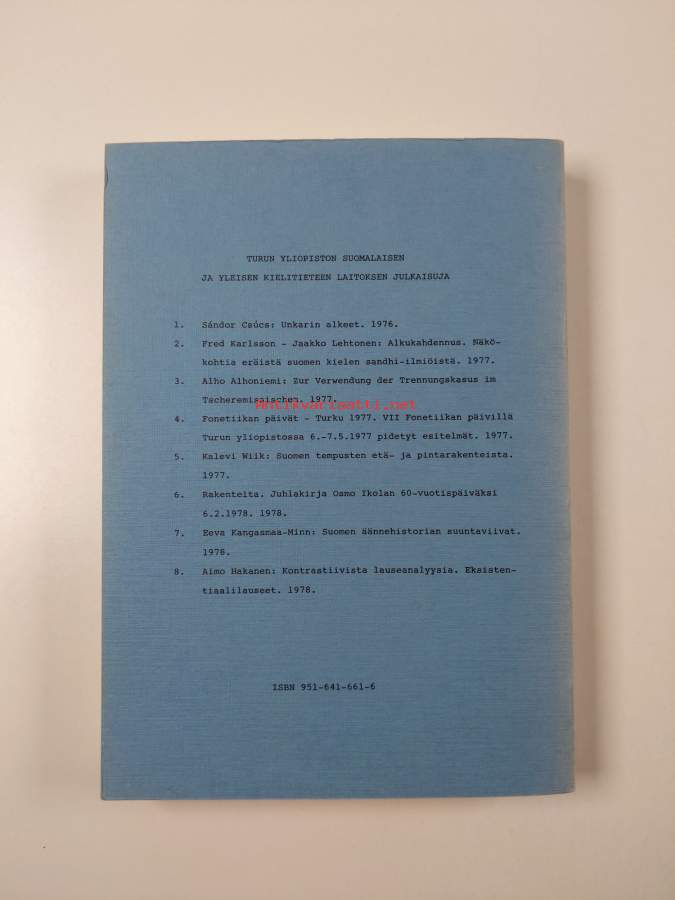 TURUN YLIOPISTON SUOMALAISEN
JA YLEISEN KIELITIETEEN LAITOKSEN JULKAISUJA
1. Sándor Csúcs: Unkarin alkeet. 1976.
2. Fred Karlsson - Jaakko Lehtonen: Alkukahdennus. Näkö-
kohtia eräistä suomen kielen sandhi-ilmiöistä. 1977.
3. Alho Alhoniemi: Zur Verwendung der Trennungskasus im
Tscheremissischen. 1977.
Antikvariaatti.net
4. Fonetiikan päivät - Turku 1977. VII Fonetiikan päivillä
Turun yliopistossa 6.-7.5.1977 pidetyt esitelmät. 1977.
5. Kalevi Wiik: Suomen tempusten etä- ja pintarakenteista.
1977.
6. Rakenteita. Juhlakirja Osmo Ikolan 60-vuotispäiväksi
6.2.1978. 1978.
7. Eeva Kangasmaa-Minn: Suomen äännehistorian suuntaviivat.
1978.
8. Aimo Hakanen: Kontrastiivista lauseanalyysia. Eksisten-
tiaalilauseet. 1978.
ISBN 951-641-661-6